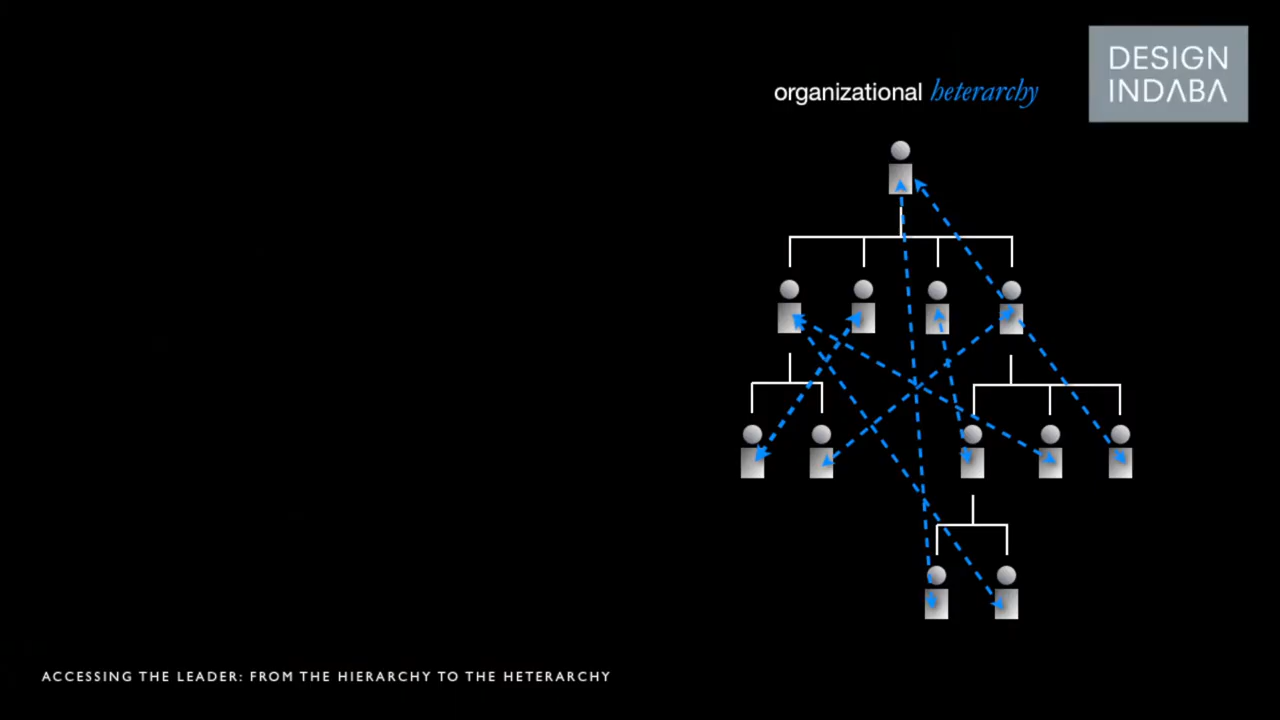 DESIGN
INDABA
organizational heterarchy
ACCESSING THE LEADER: FROM THE HIERARCHY TO THE HETERARCHY